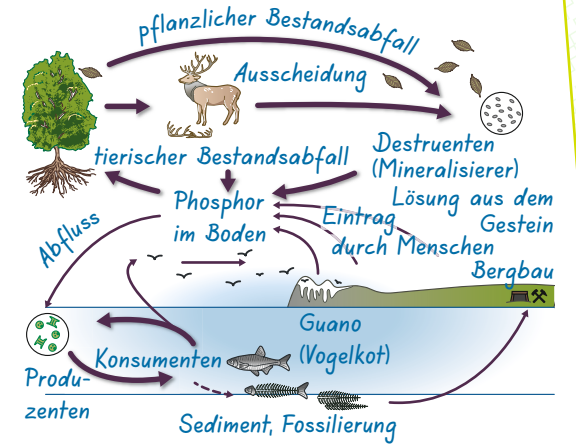 pflanzlicher Bestandsabfall
Ausscheidung
Destruenten
(Mineralisierer)
tierischer Bestandsabfall
Lösung aus dem
Gestein
Phosphor
im Boden
Eintrag
durch Menschen
Abfluss
Bergbau
Guano
(Vogelkot)
Konsumenten
Produ-
zenten
Sediment, Fossilierung